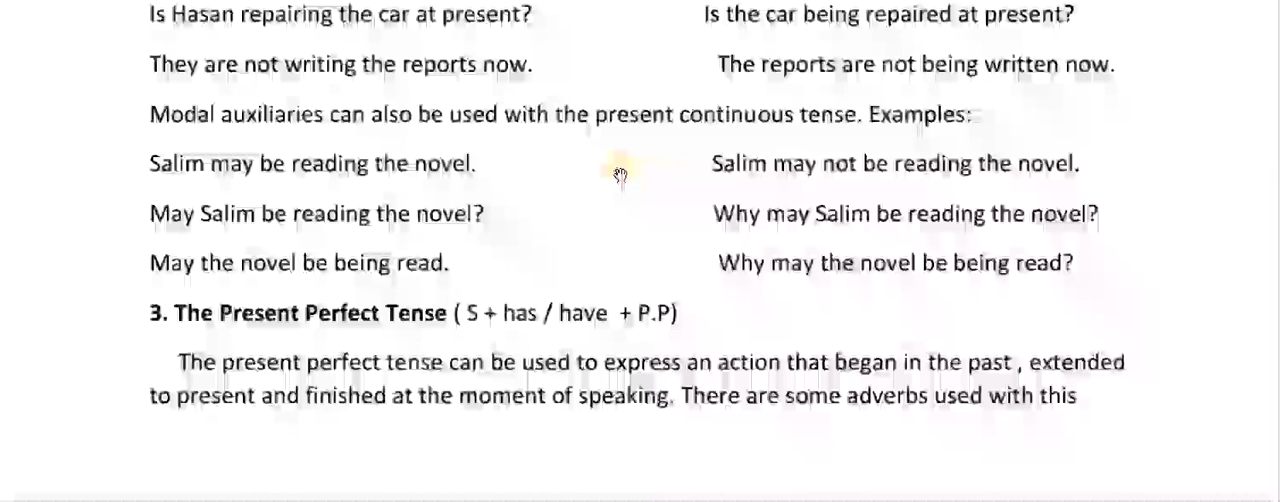 Is Hasan repairing the car at present? Is the car being repaired at present?
They are not writing the reports now. The reports are not being written now.
Modal auxiliaries can also be used with the present continuous tense. Examples:
Salim may be reading the novel. Salim may not be reading the novel.
May Salim be reading the novel? Why may Salim be reading the novel?
May the novel be being read. Why may the novel be being read?
3. The Present Perfect Tense ( S + has / have + P.P)
The present perfect tense can be used to express an action that began in the past , extended
to present and finished at the moment of speaking. There are some adverbs used with this